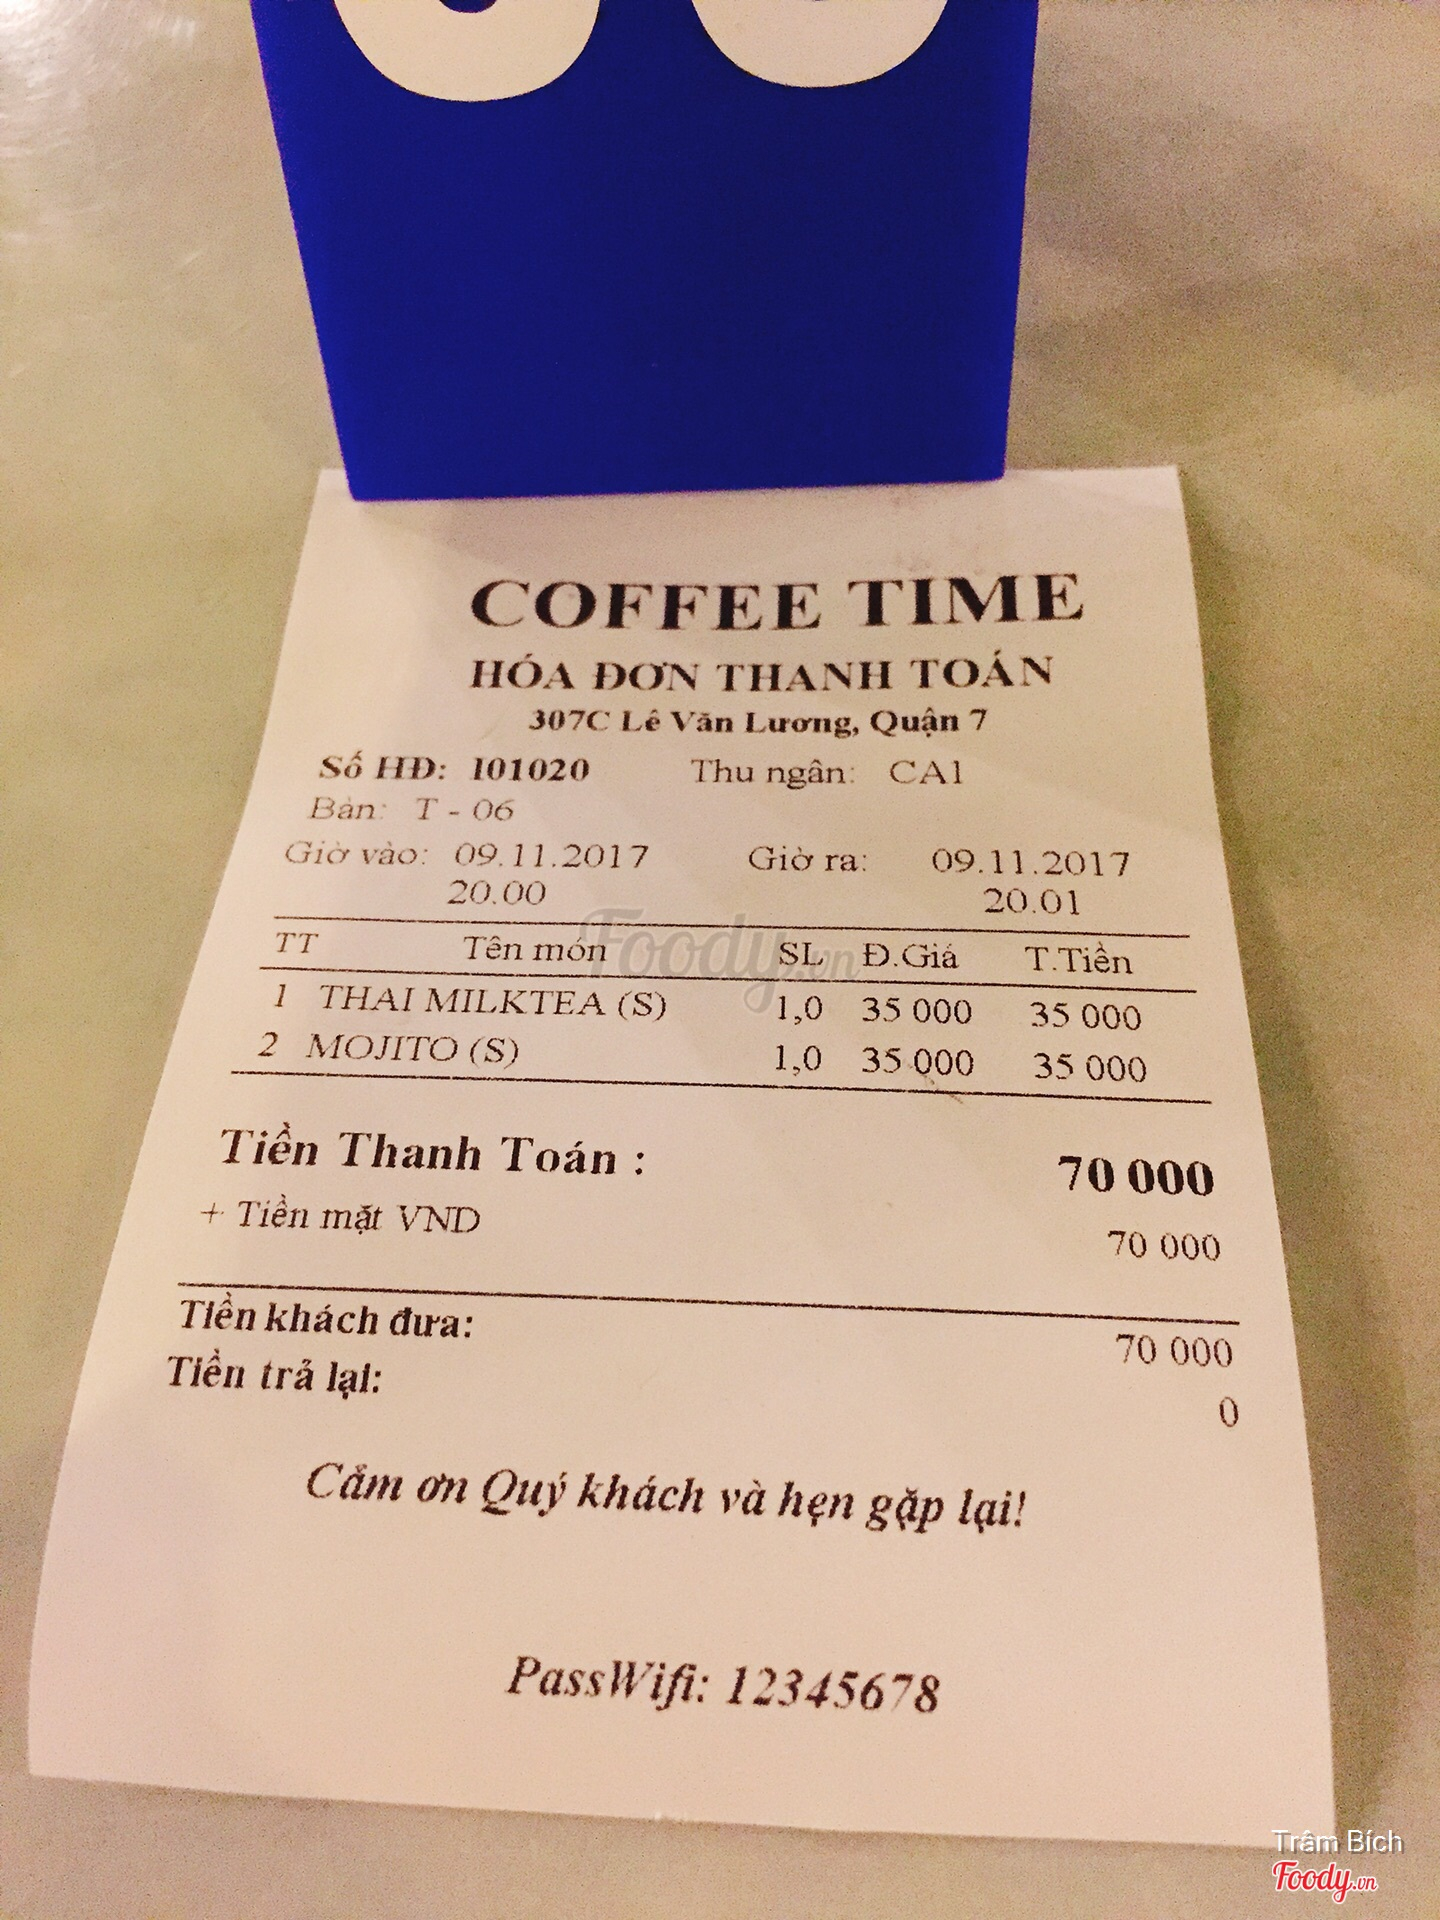 COFFEE TIME
HÓA ĐƠN THANH TOÁN
307C Lê Văn Lương, Quận 7
Số HĐ: 101020 Thu ngân: CA1
Bàn: T - 06
Giờ vào: 09.11.2017 Giờ ra: 09.11.2017
20.00 20.01
TT Tên món SL Đ.Giá T.Tiền
1 THAI MILKTEA (S) 1,0 35 000 35 000
2 MOJITO (S) 1,0 35 000 35 000
Tiền Thanh Toán : 70 000
+ Tiền mặt VND 70 000
Tiền khách đưa: 70 000
Tiền trả lại: 0
Cảm ơn Quý khách và hẹn gặp lại!
PassWifi: 12345678
Foody.vn
Trâm Bích
Foody.vn